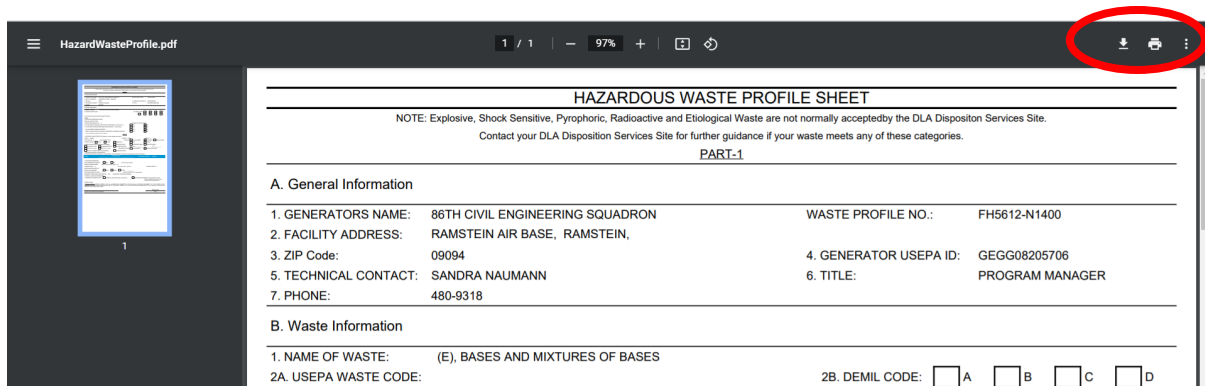 HazardWasteProfile.pdf 1 / 1 97%
HAZARDOUS WASTE PROFILE SHEET
NOTE: Explosive, Shock Sensitive, Pyrophoric, Radioactive and Etiological Waste are not normally acceptedby the DLA Dispositon Services Site.
Contact your DLA Disposition Services Site for further guidance if your waste meets any of these categories.
PART-1
A. General Information
1. GENERATORS NAME: 86TH CIVIL ENGINEERING SQUADRON WASTE PROFILE NO.: FH5612-N1400
2. FACILITY ADDRESS: RAMSTEIN AIR BASE, RAMSTEIN,
3. ZIP Code: 09094 4. GENERATOR USEPA ID: GEGG08205706
5. TECHNICAL CONTACT: SANDRA NAUMANN 6. TITLE: PROGRAM MANAGER
7. PHONE: 480-9318
B. Waste Information
1. NAME OF WASTE: (E), BASES AND MIXTURES OF BASES
2A. USEPA WASTE CODE: 2B. DEMIL CODE: A B C D
1